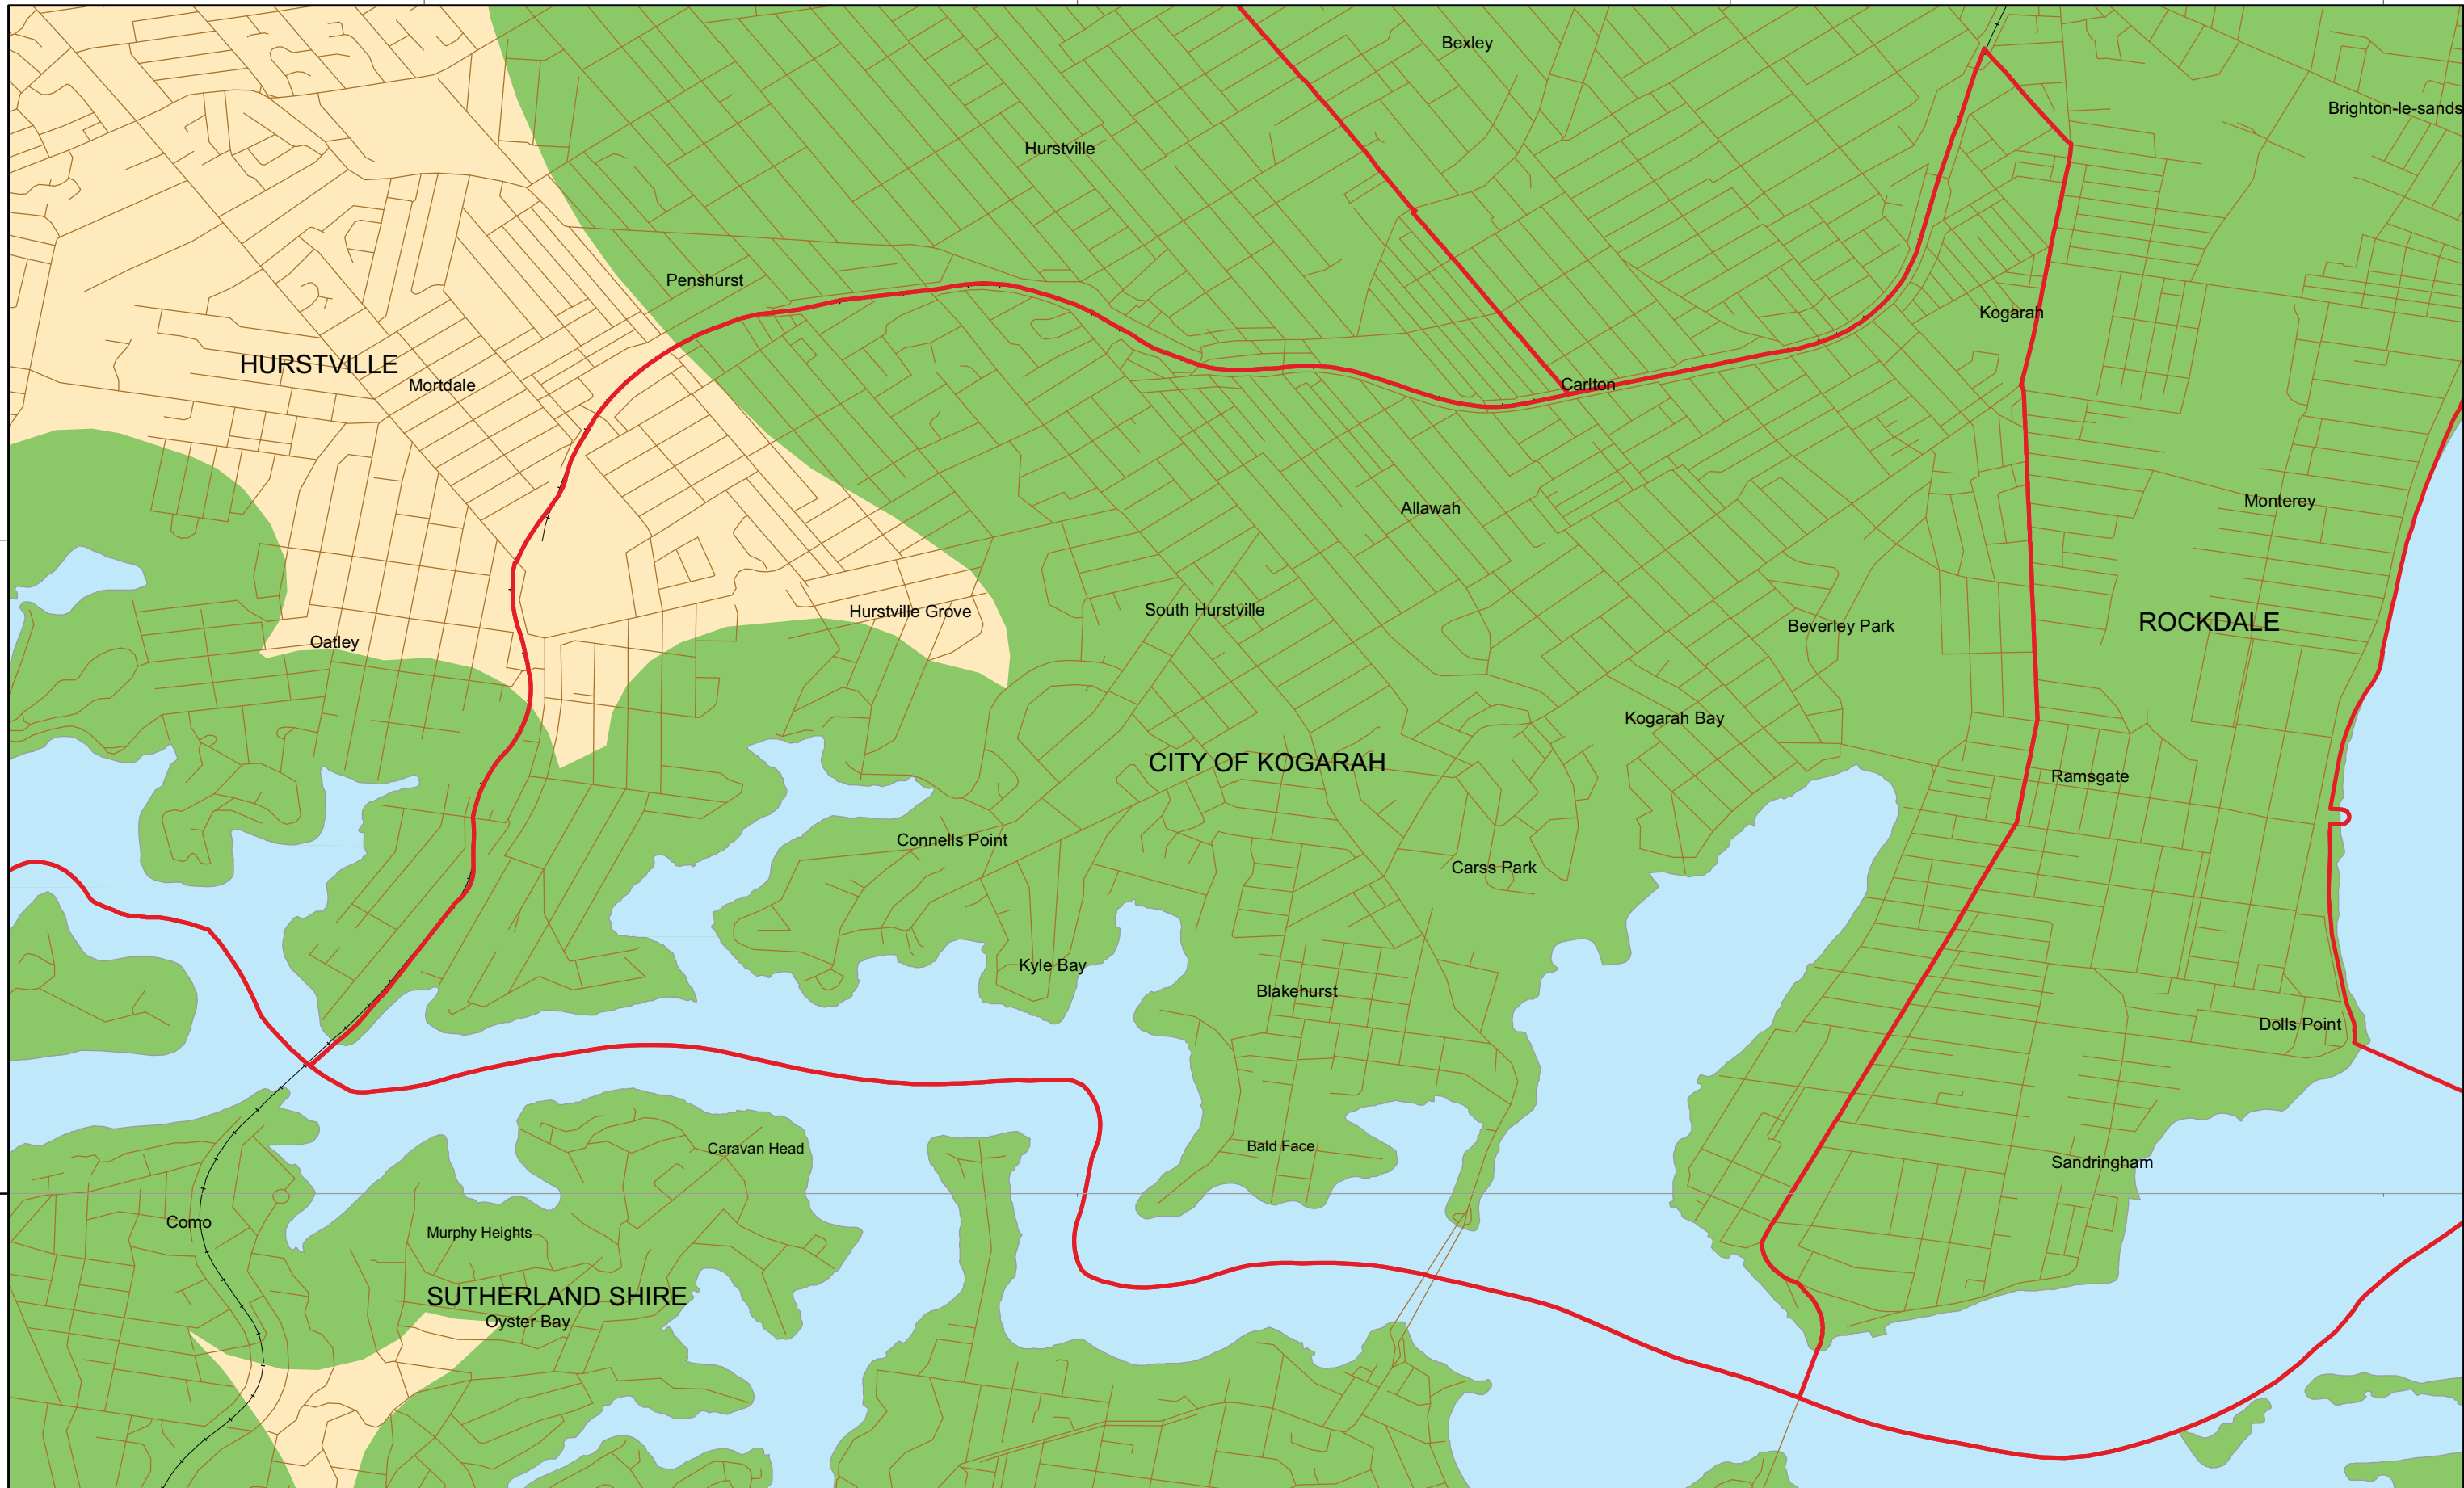 Bexley
Brighton-le-sands
Hurstville
Penshurst
Kogarah
HURSTVILLE
Mortdale
Carlton
Allawah
Monterey
Hurstville Grove
South Hurstville
Beverley Park
ROCKDALE
Oatley
Kogarah Bay
CITY OF KOGARAH
Ramsgate
Connells Point
Carss Park
Kyle Bay
Blakehurst
Dolls Point
Caravan Head
Bald Face
Sandringham
Como
Murphy Heights
SUTHERLAND SHIRE
Oyster Bay